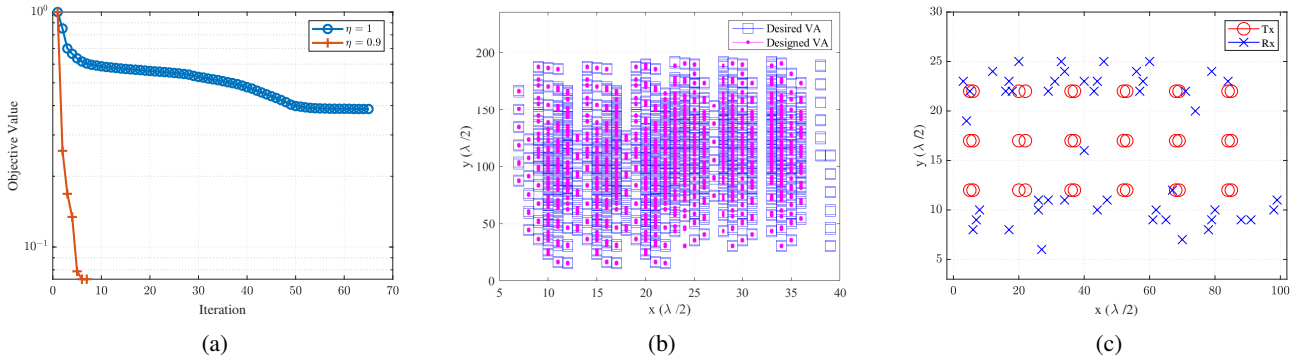 10^0
10^{-1}
Objective Value
η = 1
η = 0.9
0 10 20 30 40 50 60 70
Iteration
(a)
Desired VA
Designed VA
200
150
100
50
0
y (λ/2)
5 10 15 20 25 30 35 40
x (λ/2)
(b)
Tx
Rx
30
25
20
15
10
5
y (λ/2)
0 20 40 60 80 100
x (λ/2)
(c)